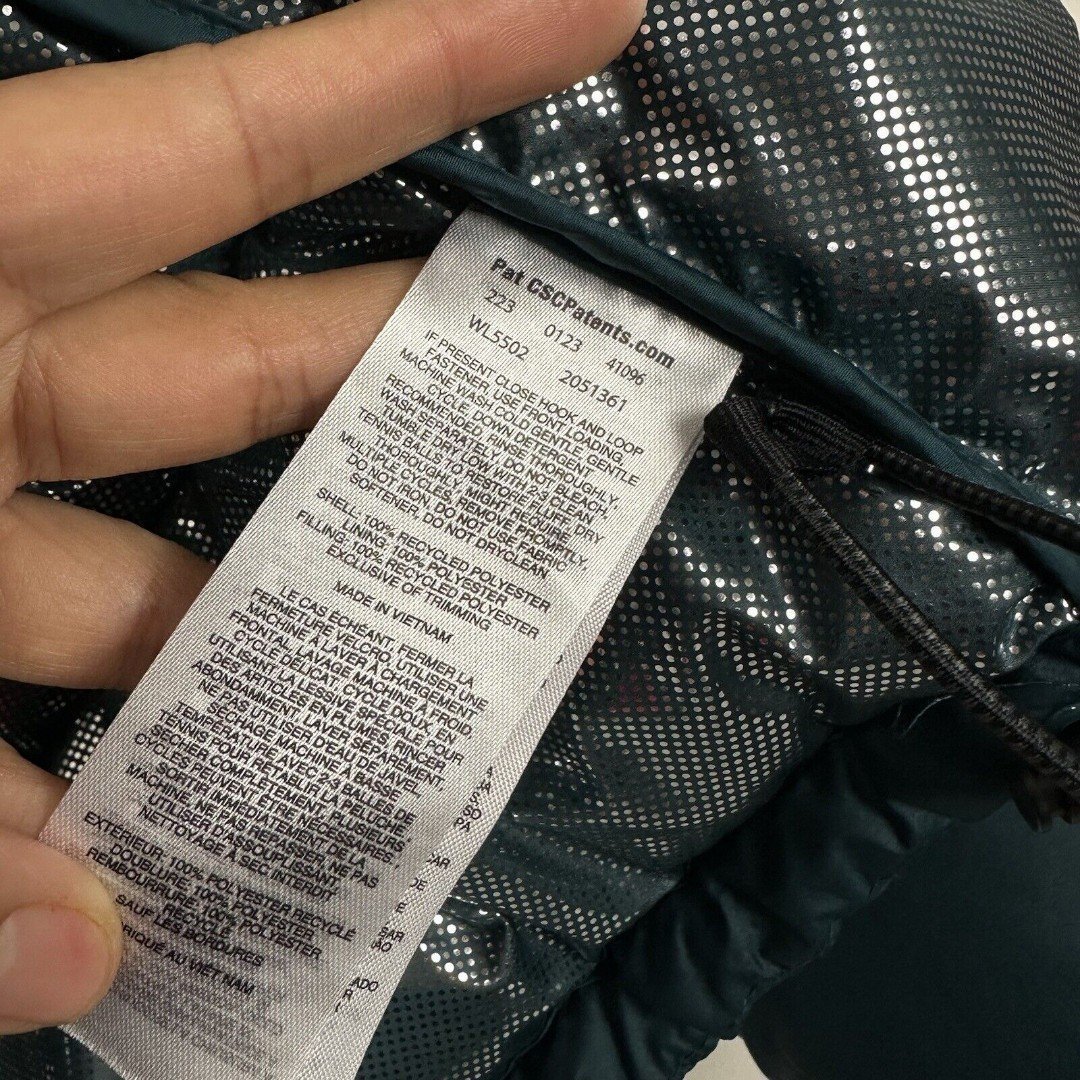 Pat CSCPatents.com
223 0123 41096
WL5502 2051361
IF PRESENT CLOSE HOOK AND LOOP
FASTENER. USE FRONT LOADING
MACHINE WASH COLD GENTLE
CYCLE. DOWN DETERGENT
RECOMMENDED. RINSE THOROUGHLY,
WASH SEPARATELY. DO NOT BLEACH,
TUMBLE DRY LOW WITH 2-3 CLEAN
TENNIS BALLS TO RESTORE FLUFF. DRY
THOROUGHLY, MIGHT REQUIRE
MULTIPLE CYCLES, REMOVE PROMPTLY,
DO NOT IRON, DO NOT USE FABRIC
SOFTENER. DO NOT DRYCLEAN
SHELL: 100% RECYCLED POLYESTER
LINING: 100% POLYESTER
FILLING: 100% RECYCLED POLYESTER
EXCLUSIVE OF TRIMMING
MADE IN VIETNAM
LE CAS ÉCHÉANT, FERMER LA
FERMETURE VELCRO, UTILISER UNE
MACHINE À LAVER À CHARGEMENT
FRONTAL, LAVAGE MACHINE À FROID
CYCLE DÉLICAT CYCLE DOUX, EN
UTILISANT LA LESSIVE SPÉCIALE POUR
DES ARTICLES EN PLUMES, RINCER
ABONDAMMENT, LAVER SÉPARÉMENT,
NE PAS UTILISER D'EAU DE JAVEL,
SÉCHAGE MACHINE À BASSE
TEMPÉRATURE AVEC 2-3 BALLES DE
TENNIS POUR RÉTABLIR LA PELUCHE,
SÉCHER COMPLÈTEMENT, PLUSIEURS
CYCLES PEUVENT ÊTRE NÉCESSAIRES,
SORTIR IMMÉDIATEMENT DE LA
MACHINE, NE PAS REPASSER, NE PAS
UTILISER D'ASSOUPLISSANT
NETTOYAGE À SEC INTERDIT
EXTÉRIEUR: 100% POLYESTER RECYCLÉ
DOUBLURE: 100% POLYESTER
REMBOURRURE: 100% POLYESTER
RECYCLÉ
SAUF LES BORDURES
RIQUÉ AU VIETNAM